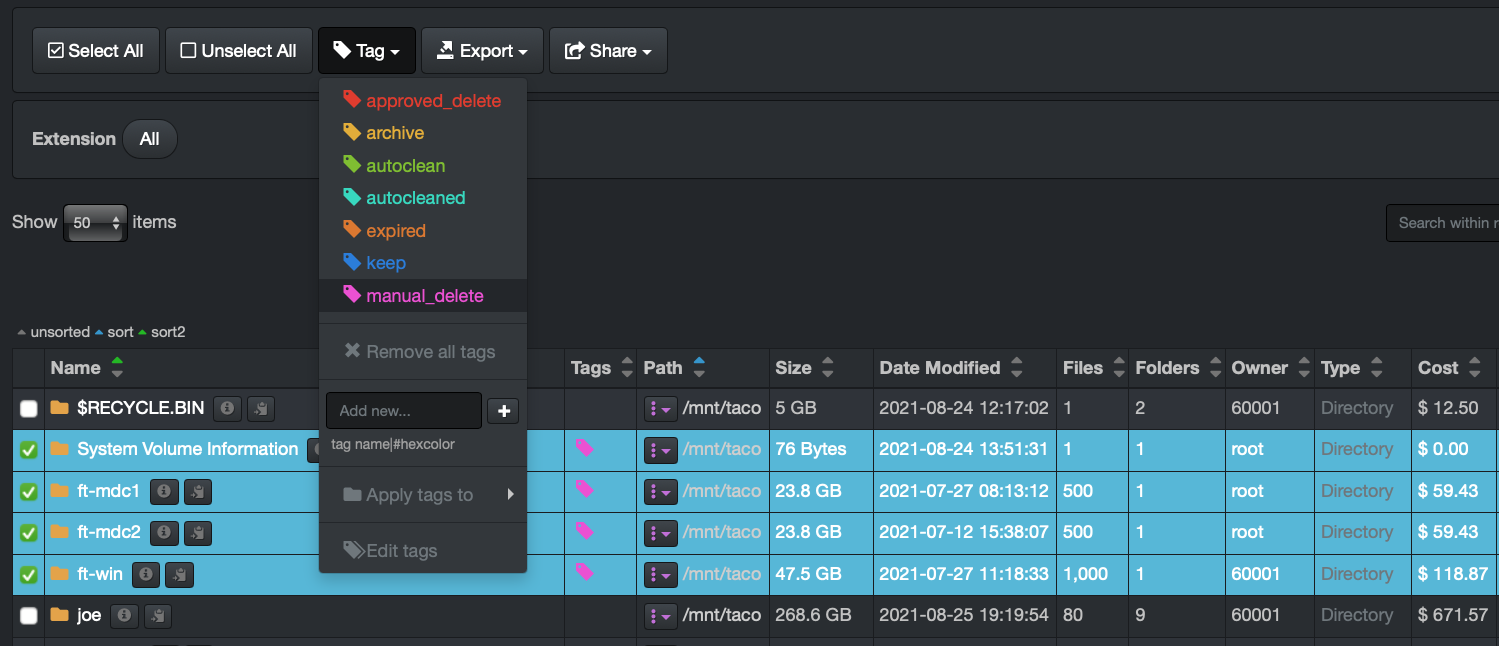 Select All Unselect All Tag Export Share
approved_delete
Extension All
archive
autoclean
autocleaned
Show 50 items
Search within
expired
keep
manual_delete
unsorted sort sort2
Remove all tags
Name Tags Path Size Date Modified Files Folders Owner Type Cost
Add new...
$RECYCLE.BIN /mnt/taco 5 GB 2021-08-24 12:17:02 1 2 60001 Directory $ 12.50
tag name|#hexcolor
System Volume Information /mnt/taco 76 Bytes 2021-08-24 13:51:31 1 1 root Directory $ 0.00
ft-mdc1 /mnt/taco 23.8 GB 2021-07-27 08:13:12 500 1 root Directory $ 59.43
Apply tags to
ft-mdc2 /mnt/taco 23.8 GB 2021-07-12 15:38:07 500 1 root Directory $ 59.43
Edit tags
ft-win /mnt/taco 47.5 GB 2021-07-27 11:18:33 1,000 1 60001 Directory $ 118.87
joe /mnt/taco 268.6 GB 2021-08-25 19:19:54 80 9 60001 Directory $ 671.57